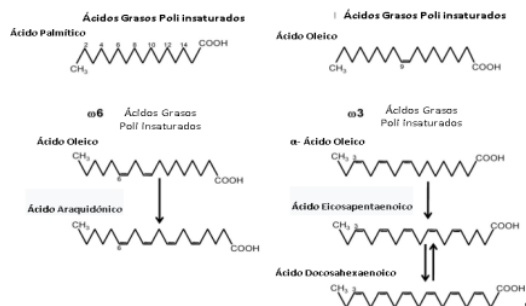 Ácidos Grasos Poli insaturados
Ácido Palmítico
2 4 6 8 10 12 14
COOH
CH3
Ácidos Grasos Poli insaturados
Ácido Oleico
CH3
9
COOH
ω6 Ácidos Grasos
Poli insaturados
Ácido Oleico
CH3
6
COOH
Ácido Araquidónico
CH3
6
COOH
ω3 Ácidos Grasos
Poli insaturados
α- Ácido Oleico
CH3 3
COOH
Ácido Eicosapentaenoico
CH3 3
COOH
Ácido Docosahexaenoico
CH3 3
COOH